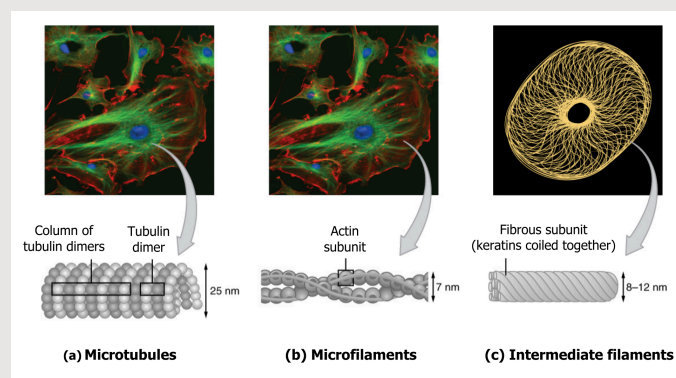 Column of
tubulin dimers
Tubulin
dimer
25 nm
(a) Microtubules
Actin
subunit
7 nm
(b) Microfilaments
Fibrous subunit
(keratins coiled together)
8–12 nm
(c) Intermediate filaments